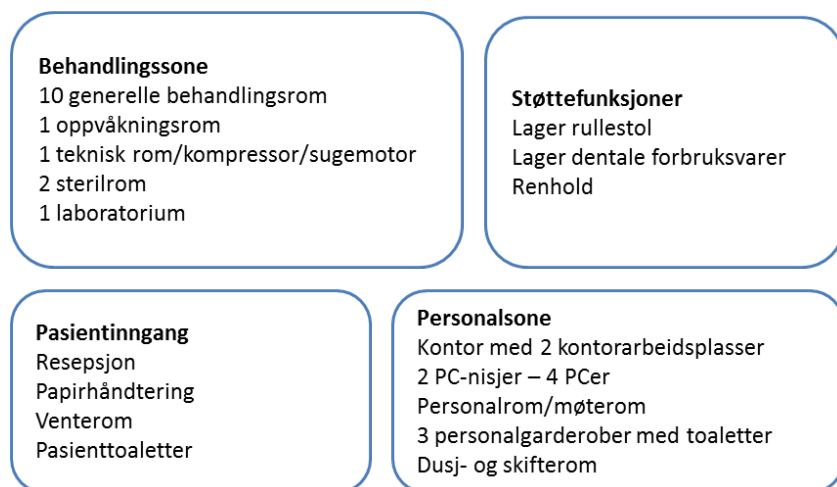 Behandlingssone
10 generelle behandlingsrom
1 oppvåkningsrom
1 teknisk rom/kompressor/sugemotor
2 sterilrom
1 laboratorium
Støttefunksjoner
Lager rullestol
Lager dentale forbruksvarer
Renhold
Pasientinngang
Resepsjon
Papirhåndtering
Venterom
Pasienttoaletter
Personalsone
Kontor med 2 kontorarbeidsplasser
2 PC-nisjer – 4 PCer
Personalrom/møterom
3 personalgarderober med toaletter
Dusj- og skifterom